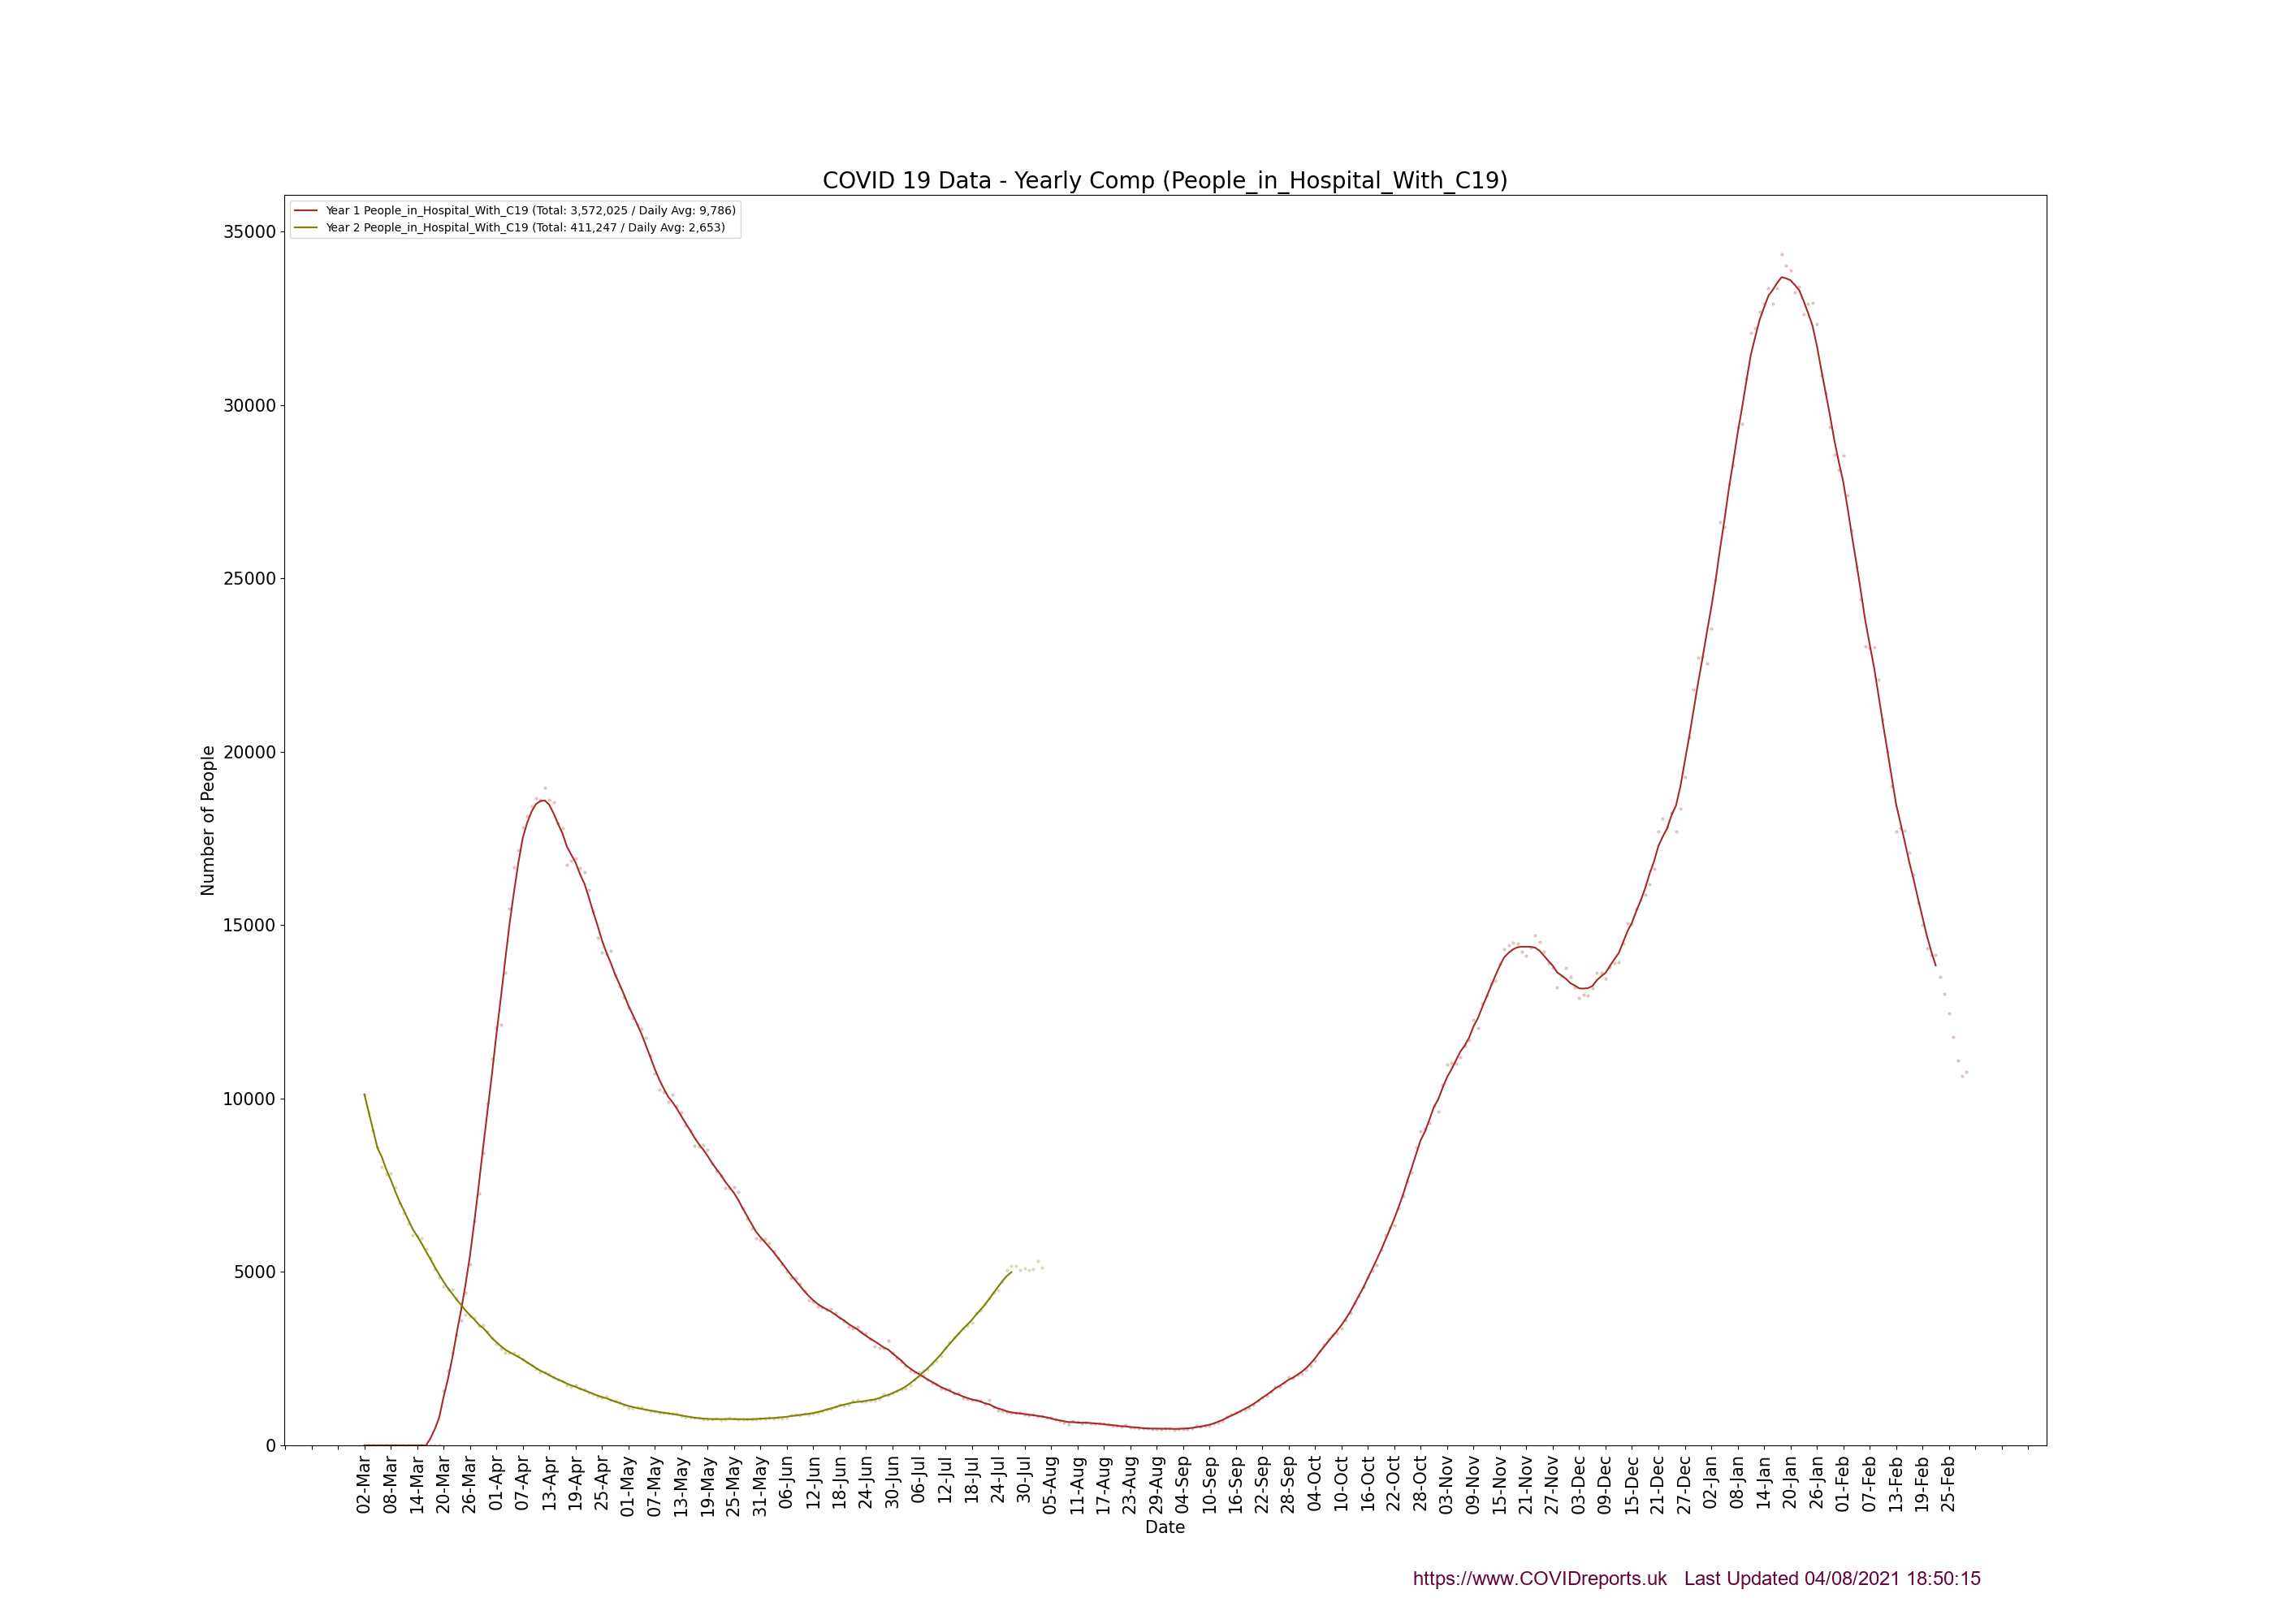 COVID 19 Data - Yearly Comp (People_in_Hospital_With_C19)
Year 1 People_in_Hospital_With_C19 (Total: 3,572,025 / Daily Avg: 9,786)
Year 2 People_in_Hospital_With_C19 (Total: 411,247 / Daily Avg: 2,653)
35000
30000
25000
20000
15000
10000
5000
0
Number of People
02-Mar
08-Mar
14-Mar
20-Mar
26-Mar
01-Apr
07-Apr
13-Apr
19-Apr
25-Apr
01-May
07-May
13-May
19-May
25-May
31-May
06-Jun
12-Jun
18-Jun
24-Jun
30-Jun
06-Jul
12-Jul
18-Jul
24-Jul
30-Jul
05-Aug
11-Aug
17-Aug
23-Aug
29-Aug
04-Sep
10-Sep
16-Sep
22-Sep
28-Sep
04-Oct
10-Oct
16-Oct
22-Oct
28-Oct
03-Nov
09-Nov
15-Nov
21-Nov
27-Nov
03-Dec
09-Dec
15-Dec
21-Dec
27-Dec
02-Jan
08-Jan
14-Jan
20-Jan
26-Jan
01-Feb
07-Feb
13-Feb
19-Feb
25-Feb
Date
https://www.COVIDreports.uk Last Updated 04/08/2021 18:50:15